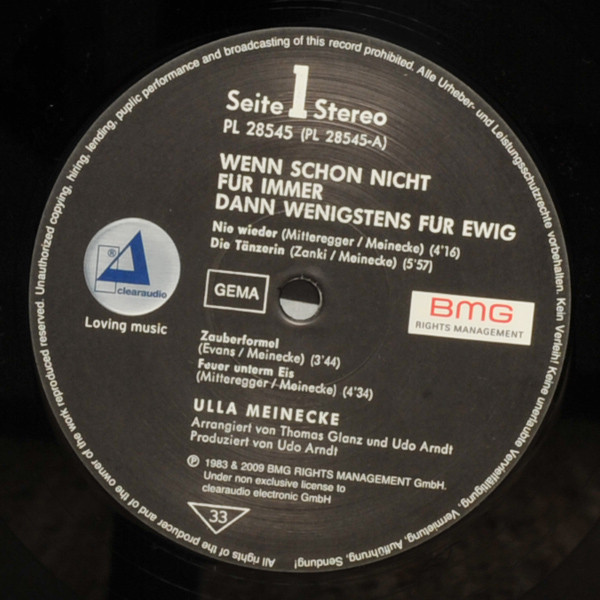 Seite 1 Stereo
PL 28545 (PL 28545-A)
WENN SCHON NICHT
FUR IMMER
DANN WENIGSTENS FUR EWIG
Nie wieder (Mitteregger/Meinecke) (4'16)
Die Tänzerin (Zanki/Meinecke) (5'57)
®
clearaudio
Loving music
GEMA
BMG
RIGHTS MANAGEMENT
Zauberformel
(Evans/Meinecke) (3'44)
Feuer unterm Eis
(Mitteregger/Meinecke) (4'34)
ULLA MEINECKE
Arrangiert von Thomas Glanz und Udo Arndt
Produziert von Udo Arndt
℗ 1983 & 2009 BMG RIGHTS MANAGEMENT GmbH.
Under non exclusive license to
clearaudio electronic GmbH
33
All rights of the producer and of the owner of the work reproduced reserved. Unauthorized copying, hiring, lending, public performance and broadcasting of this record prohibited. Alle Urheber- und Leistungsschutzrechte vorbehalten. Kein Verleih! Keine unerlaubte Vervielfältigung, Vermietung, Aufführung, Sendung!